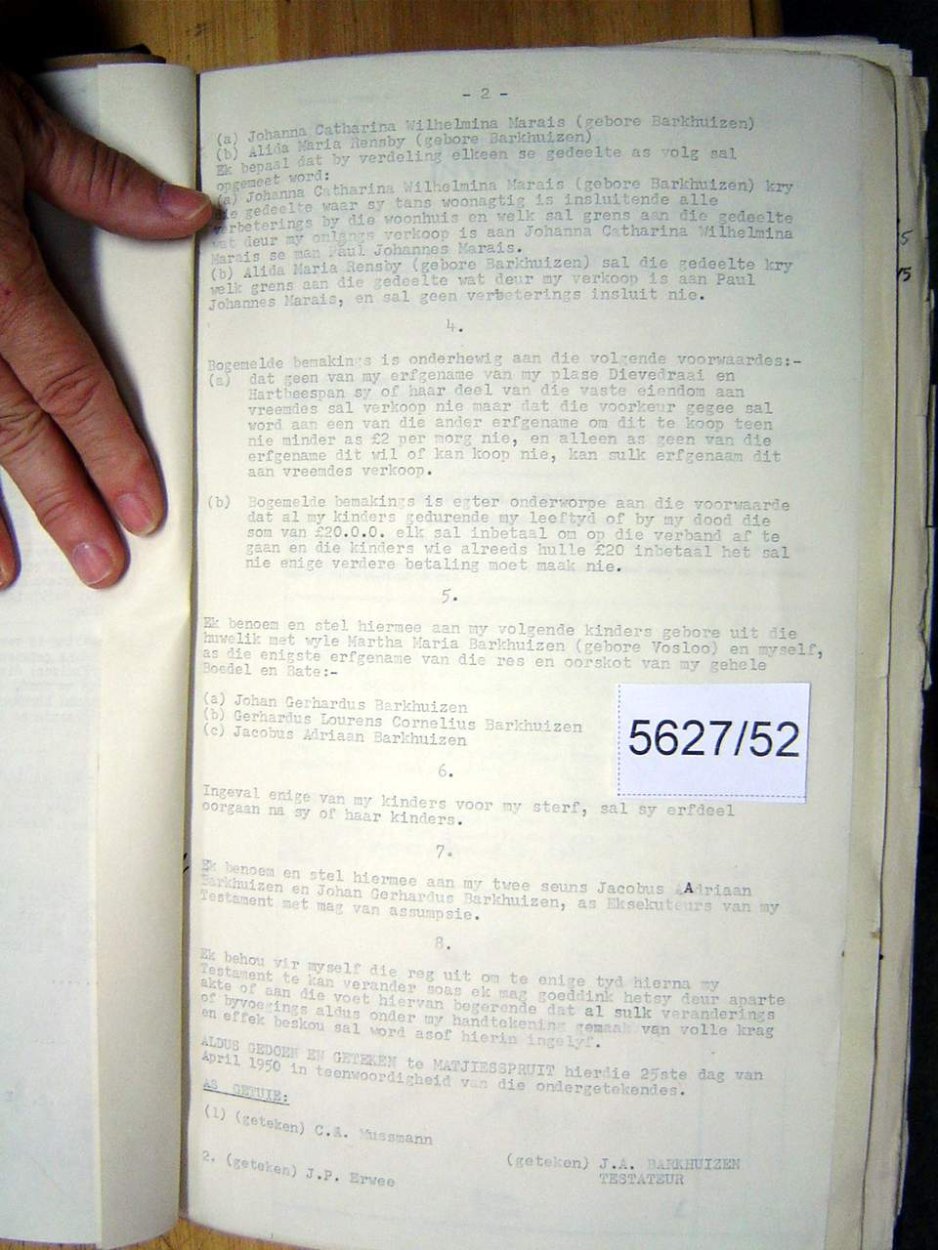 - 2 -
(a) Johanna Catharina Wilhelmina Marais (gebore Barkhuizen)
(b) Alida Maria Rensby (gebore Barkhuizen)
Ek bepaal dat by verdeling elkeen se gedeelte as volg sal
opgemeet word:
(a) Johanna Catharina Wilhelmina Marais (gebore Barkhuizen) kry
die gedeelte waar sy tans woonagtig is insluitende alle
verbeterings by die woonhuis en welk sal grens aan die gedeelte
wat deur my onlangs verkoop is aan Johanna Catharina Wilhelmina
Marais se man Paul Johannes Marais.
(b) Alida Maria Rensby (gebore Barkhuizen) sal die gedeelte kry
welk grens aan die gedeelte wat deur my verkoop is aan Paul
Johannes Marais, en sal geen verbeterings insluit nie.
4.
Bogemelde bemakings is onderhewig aan die volgende voorwaardes:-
(a) dat geen van my erfgename van my plase Dievedraai en
Hartbeespan sy of haar deel van die vaste eiendom aan
vreemdes sal verkoop nie maar dat die voorkeur gegee sal
word aan een van die ander erfgename om dit te koop teen
nie minder as £2 per morg nie, en alleen as geen van die
erfgename dit wil of kan koop nie, kan sulk erfgenaam dit
aan vreemdes verkoop.
(b) Bogemelde bemakings is egter onderworpe aan die voorwaarde
dat al my kinders gedurende my leeftyd of by my dood die
som van £20.0.0. elk sal inbetaal om op die verband af te
gaan en die kinders wie alreeds hulle £20 inbetaal het sal
nie enige verdere betaling moet maak nie.
5.
Ek benoem en stel hiermee aan my volgende kinders gebore uit die
huwelik met wyle Martha Maria Barkhuizen (gebore Vosloo) en myself,
as die enigste erfgename van die res en oorskot van my gehele
Boedel en Bate:-
(a) Johan Gerhardus Barkhuizen
(b) Gerhardus Lourens Cornelius Barkhuizen
(c) Jacobus Adriaan Barkhuizen
5627/52
6.
Ingeval enige van my kinders voor my sterf, sal sy erfdeel
oorgaan na sy of haar kinders.
7.
Ek benoem en stel hiermee aan my twee seuns Jacobus Adriaan
Barkhuizen en Johan Gerhardus Barkhuizen, as Eksekuteurs van my
Testament met mag van assumpsie.
8.
Ek behou vir myself die reg uit om te enige tyd hierna my
Testament te kan verander soas ek mag goeddink hetsy deur aparte
akte of aan die voet hiervan begerende dat al sulk veranderings
of byvoegings aldus onder my handtekening gemaak van volle krag
en effek beskou sal word asof hierin ingelyf.
ALDUS GEDOEN EN GETEKEN te MATJIESSPRUIT hierdie 25ste dag van
April 1950 in teenwoordigheid van die ondergetekendes.
AS GETUIE:
(1) (geteken) C.A. Mussmann
2. (geteken) J.P. Erwee
(geteken) J.A. BARKHUIZEN
TESTATEUR